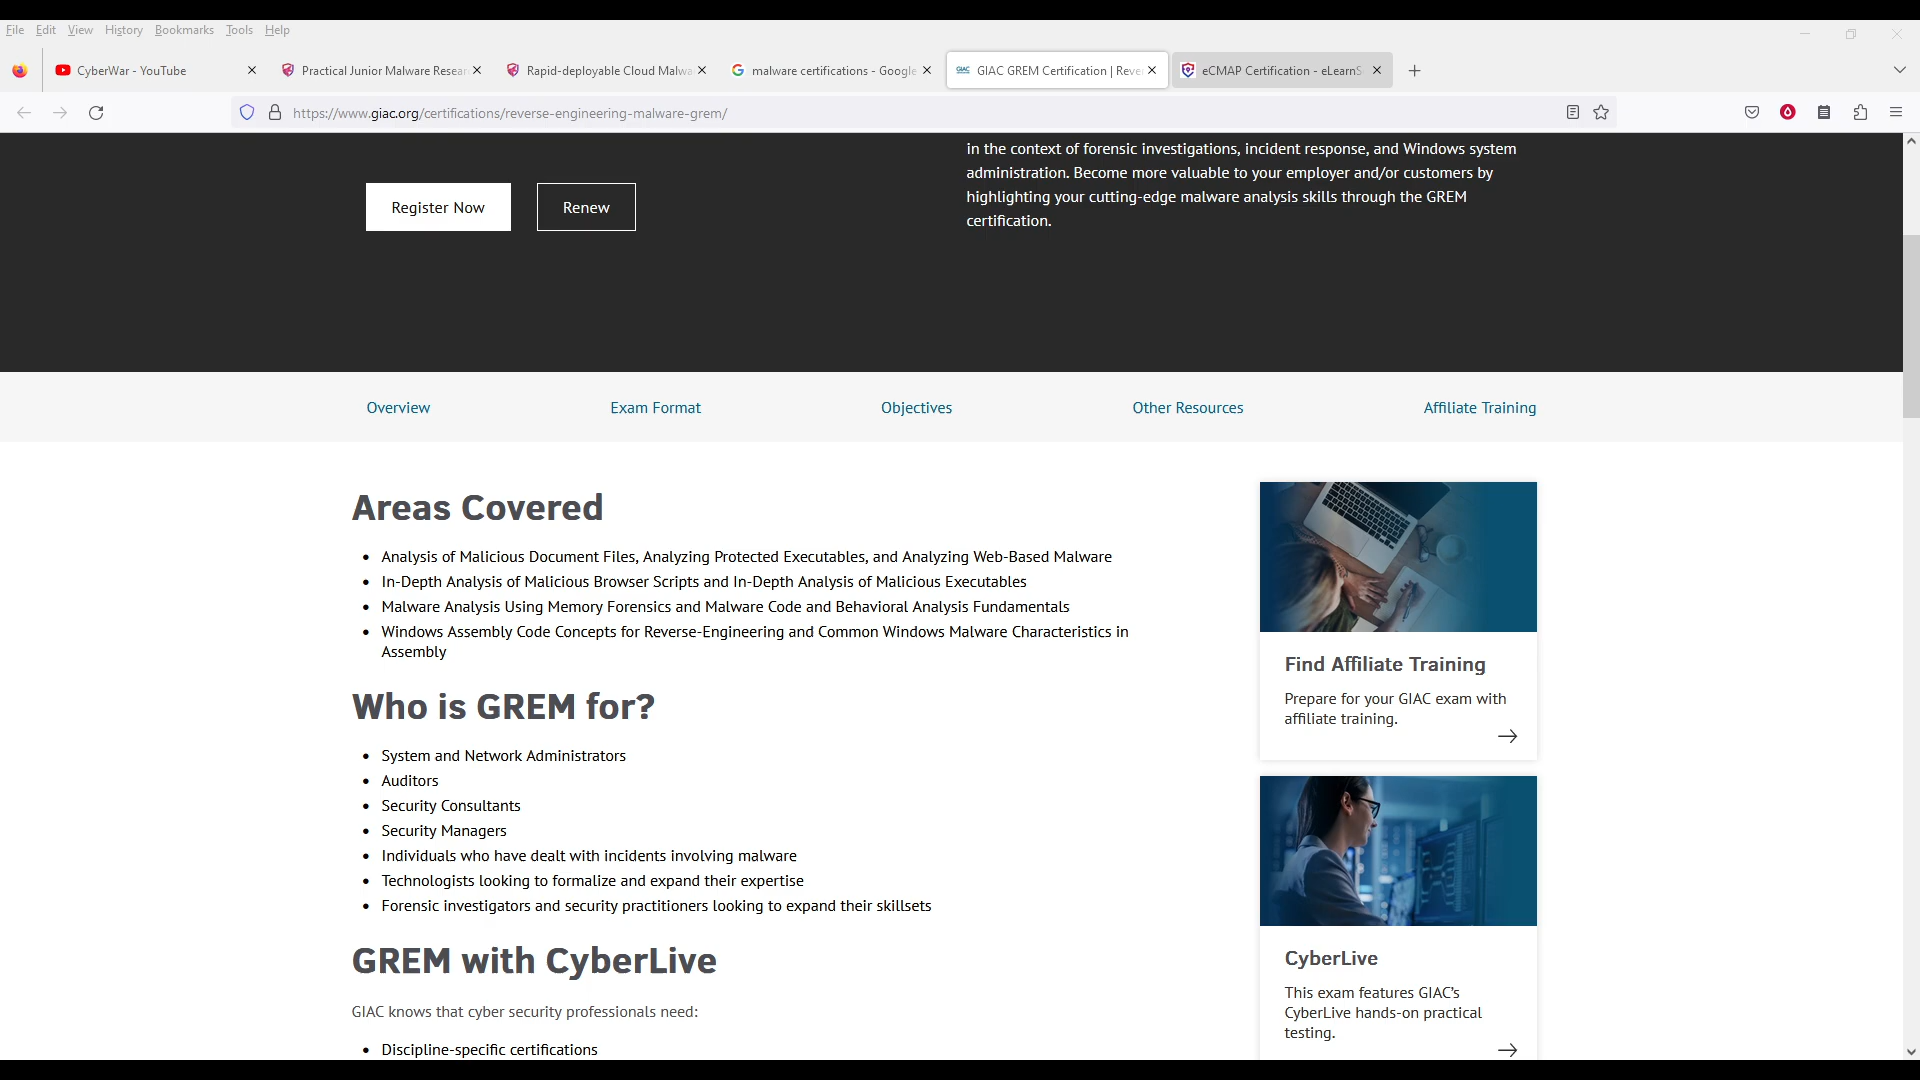 File Edit View History Bookmarks Tools Help
CyberWar - YouTube
Practical Junior Malware Resear
Rapid-deployable Cloud Malwa
malware certifications - Google
GIAC GREM Certification | Reve
eCMAP Certification - eLearnS
https://www.giac.org/certifications/reverse-engineering-malware-grem/
in the context of forensic investigations, incident response, and Windows system
administration. Become more valuable to your employer and/or customers by
highlighting your cutting-edge malware analysis skills through the GREM
certification.
Register Now
Renew
Overview
Exam Format
Objectives
Other Resources
Affiliate Training
Areas Covered
• Analysis of Malicious Document Files, Analyzing Protected Executables, and Analyzing Web-Based Malware
• In-Depth Analysis of Malicious Browser Scripts and In-Depth Analysis of Malicious Executables
• Malware Analysis Using Memory Forensics and Malware Code and Behavioral Analysis Fundamentals
• Windows Assembly Code Concepts for Reverse-Engineering and Common Windows Malware Characteristics in
Assembly
Who is GREM for?
• System and Network Administrators
• Auditors
• Security Consultants
• Security Managers
• Individuals who have dealt with incidents involving malware
• Technologists looking to formalize and expand their expertise
• Forensic investigators and security practitioners looking to expand their skillsets
GREM with CyberLive
GIAC knows that cyber security professionals need:
• Discipline-specific certifications
Find Affiliate Training
Prepare for your GIAC exam with
affiliate training.
CyberLive
This exam features GIAC's
CyberLive hands-on practical
testing.